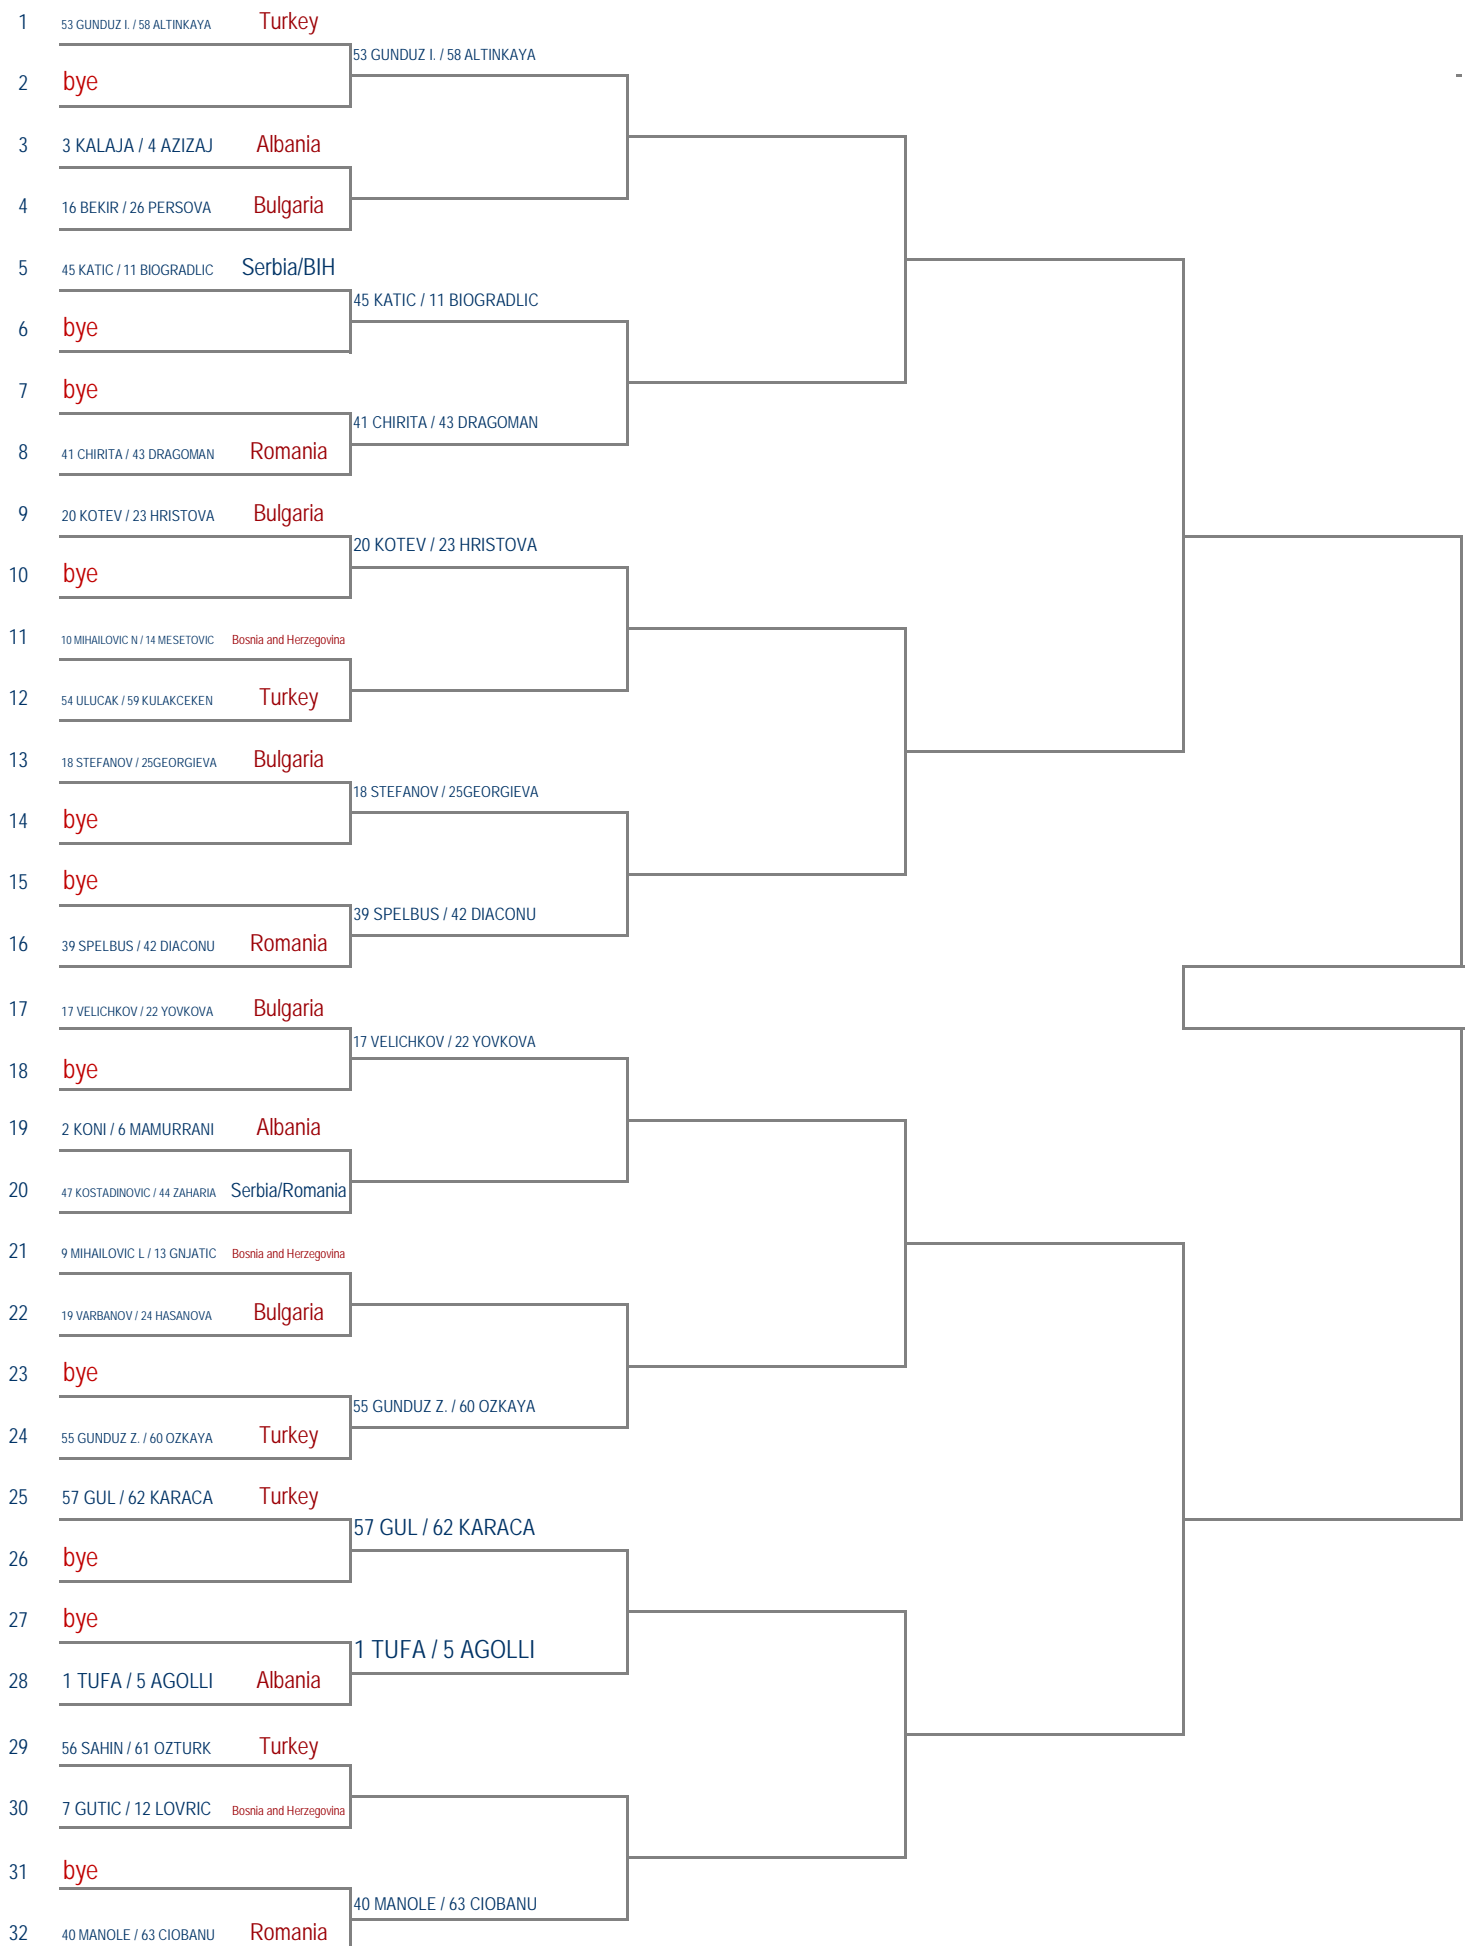 1 53 GUNDUZ I. / 58 ALTINKAYA Turkey
53 GUNDUZ I. / 58 ALTINKAYA
2 bye
3 3 KALAJA / 4 AZIZAJ Albania
4 16 BEKIR / 26 PERSOVA Bulgaria
5 45 KATIC / 11 BIOGRADLIC Serbia/BIH
45 KATIC / 11 BIOGRADLIC
6 bye
7 bye
41 CHIRITA / 43 DRAGOMAN
8 41 CHIRITA / 43 DRAGOMAN Romania
9 20 KOTEV / 23 HRISTOVA Bulgaria
20 KOTEV / 23 HRISTOVA
10 bye
11 10 MIHAILOVIC N / 14 MESETOVIC Bosnia and Herzegovina
12 54 ULUCAK / 59 KULAKCEKEN Turkey
13 18 STEFANOV / 25GEORGIEVA Bulgaria
18 STEFANOV / 25GEORGIEVA
14 bye
15 bye
39 SPELBUS / 42 DIACONU
16 39 SPELBUS / 42 DIACONU Romania
17 17 VELICHKOV / 22 YOVKOVA Bulgaria
17 VELICHKOV / 22 YOVKOVA
18 bye
19 2 KONI / 6 MAMURRANI Albania
20 47 KOSTADINOVIC / 44 ZAHARIA Serbia/Romania
21 9 MIHAILOVIC L / 13 GNJATIC Bosnia and Herzegovina
22 19 VARBANOV / 24 HASANOVA Bulgaria
23 bye
55 GUNDUZ Z. / 60 OZKAYA
24 55 GUNDUZ Z. / 60 OZKAYA Turkey
25 57 GUL / 62 KARACA Turkey
57 GUL / 62 KARACA
26 bye
27 bye
1 TUFA / 5 AGOLLI
28 1 TUFA / 5 AGOLLI Albania
29 56 SAHIN / 61 OZTURK Turkey
30 7 GUTIC / 12 LOVRIC Bosnia and Herzegovina
31 bye
40 MANOLE / 63 CIOBANU
32 40 MANOLE / 63 CIOBANU Romania